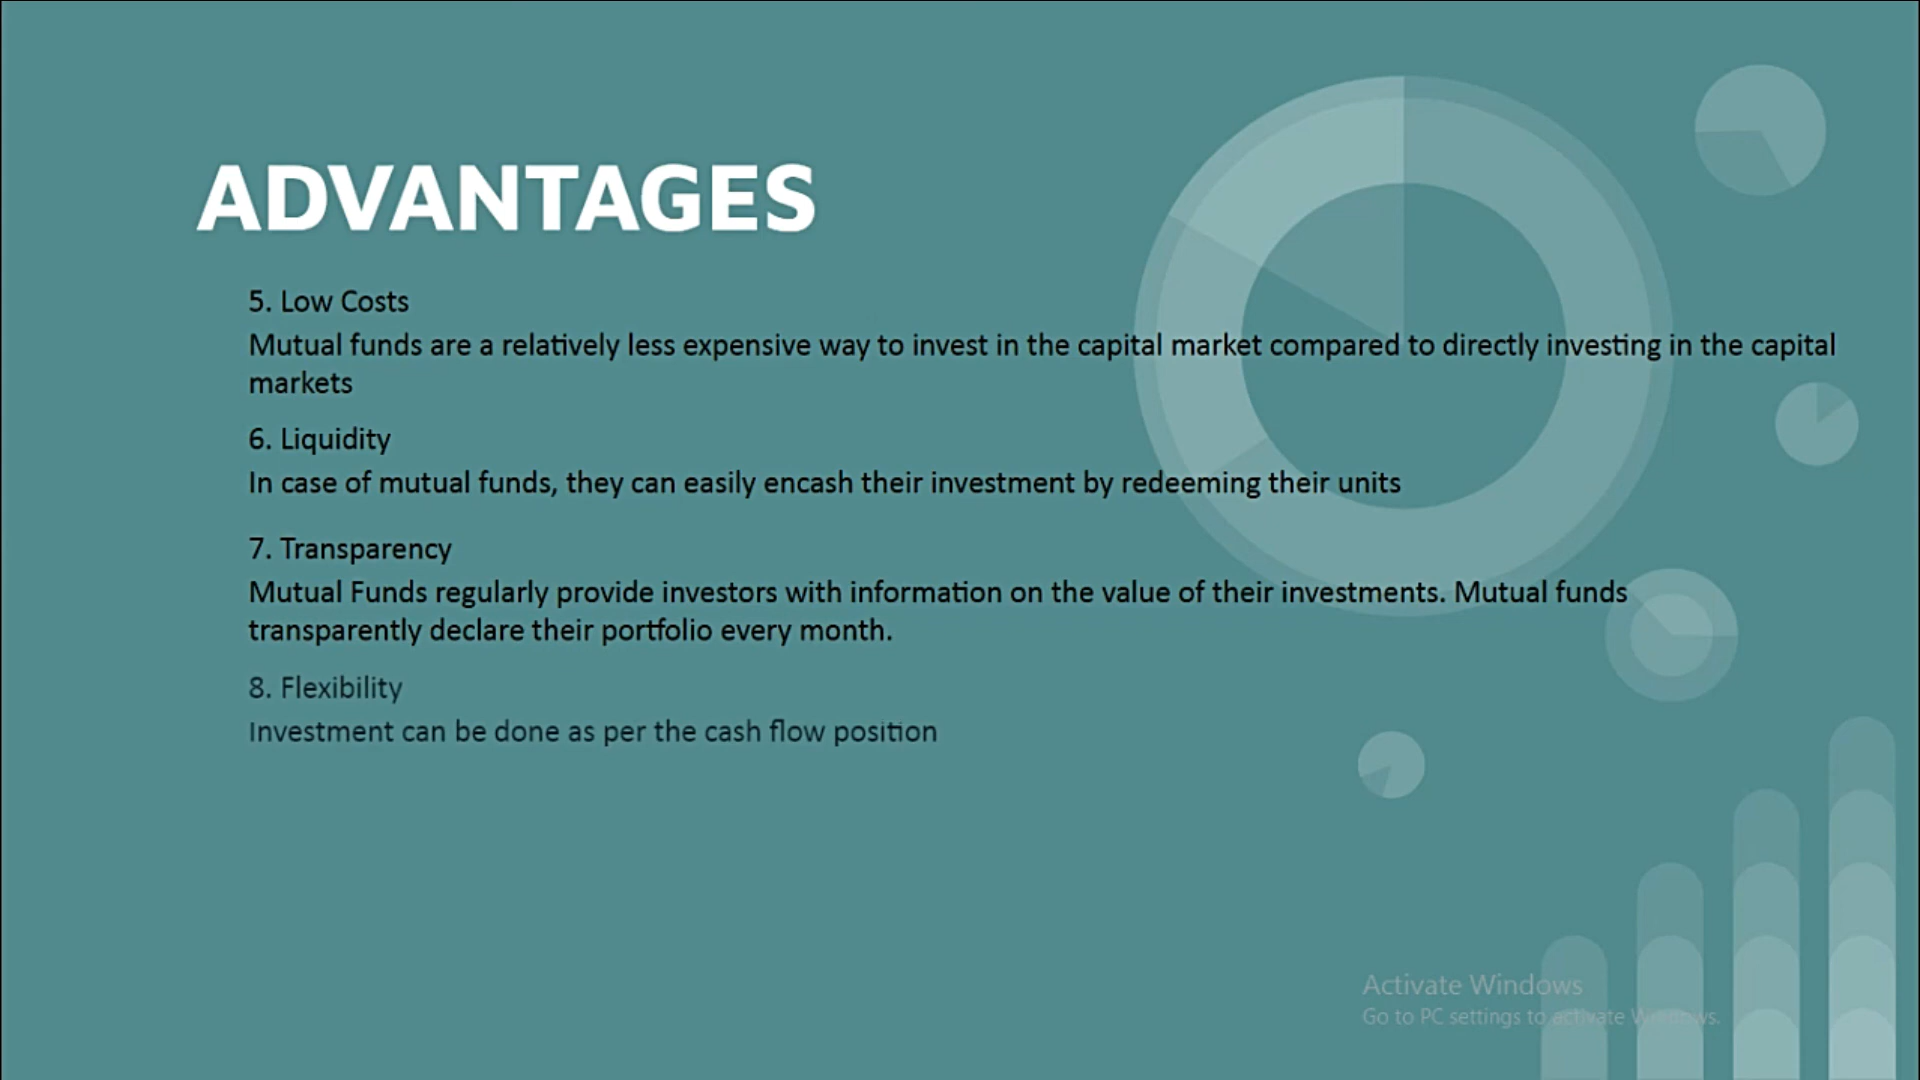 ADVANTAGES
5. Low Costs
Mutual funds are a relatively less expensive way to invest in the capital market compared to directly investing in the capital
markets
6. Liquidity
In case of mutual funds, they can easily encash their investment by redeeming their units
7. Transparency
Mutual Funds regularly provide investors with information on the value of their investments. Mutual funds
transparently declare their portfolio every month.
8. Flexibility
Investment can be done as per the cash flow position
Activate Windows
Go to PC settings to activate Windows.